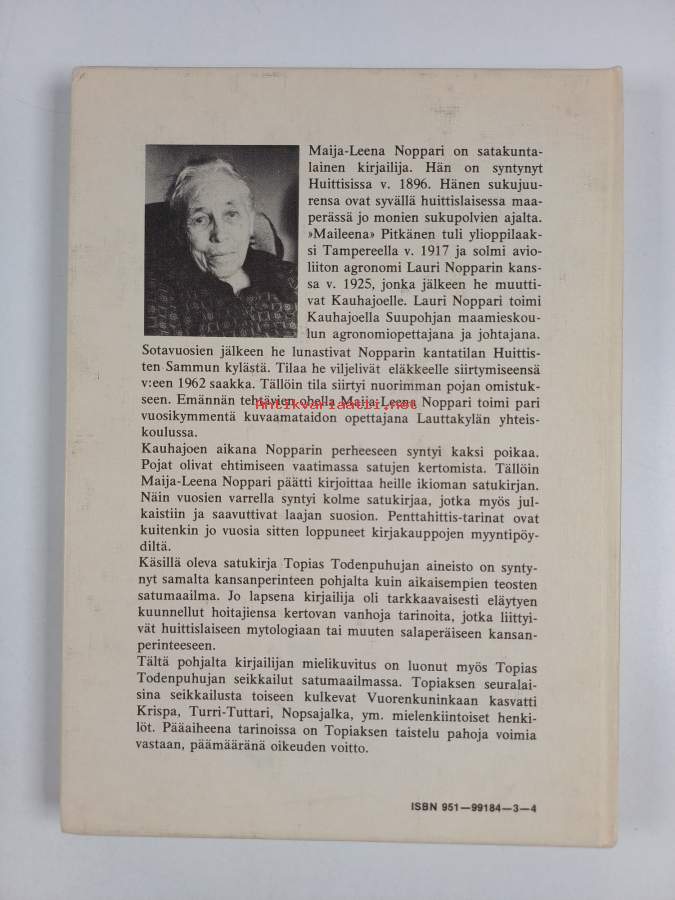 Maija-Leena Noppari on satakunta-
lainen kirjailija. Hän on syntynyt
Huittisissa v. 1896. Hänen sukujuu-
rensa ovat syvällä huittislaisessa maa-
perässä jo monien sukupolvien ajalta.
»Maileena» Pitkänen tuli ylioppilaak-
si Tampereella v. 1917 ja solmi avio-
liiton agronomi Lauri Nopparin kans-
sa v. 1925, jonka jälkeen he muutti-
vat Kauhajoelle. Lauri Noppari toimi
Kauhajoella Suupohjan maamieskou-
lun agronomiopettajana ja johtajana.
Sotavuosien jälkeen he lunastivat Nopparin kantatilan Huittis-
ten Sammun kylästä. Tilaa he viljelivät eläkkeelle siirtymiseensä
v:een 1962 saakka. Tällöin tila siirtyi nuorimman pojan omistuk-
seen. Emännän tehtävien ohella Maija-Leena Noppari toimi pari
Antikvariaatti.net
vuosikymmentä kuvaamataidon opettajana Lauttakylän yhteis-
koulussa.
Kauhajoen aikana Nopparin perheeseen syntyi kaksi poikaa.
Pojat olivat ehtimiseen vaatimassa satujen kertomista. Tällöin
Maija-Leena Noppari päätti kirjoittaa heille ikioman satukirjan.
Näin vuosien varrella syntyi kolme satukirjaa, jotka myös jul-
kaistiin ja saavuttivat laajan suosion. Penttahittis-tarinat ovat
kuitenkin jo vuosia sitten loppuneet kirjakauppojen myyntipöy-
diltä.
Käsillä oleva satukirja Topias Todenpuhujan aineisto on synty-
nyt samalta kansanperinteen pohjalta kuin aikaisempien teosten
satumaailma. Jo lapsena kirjailija oli tarkkaavaisesti eläytyen
kuunnellut hoitajiensa kertovan vanhoja tarinoita, jotka liittyi-
vät huittislaiseen mytologiaan tai muuten salaperäiseen kansan-
perinteeseen.
Tältä pohjalta kirjailijan mielikuvitus on luonut myös Topias
Todenpuhujan seikkailut satumaailmassa. Topiaksen seuralai-
sina seikkailusta toiseen kulkevat Vuorenkuninkaan kasvatti
Krispa, Turri-Tuttari, Nopsajalka, ym. mielenkiintoiset henki-
löt. Pääaiheena tarinoissa on Topiaksen taistelu pahoja voimia
vastaan, päämääränä oikeuden voitto.
ISBN 951—99184—3—4